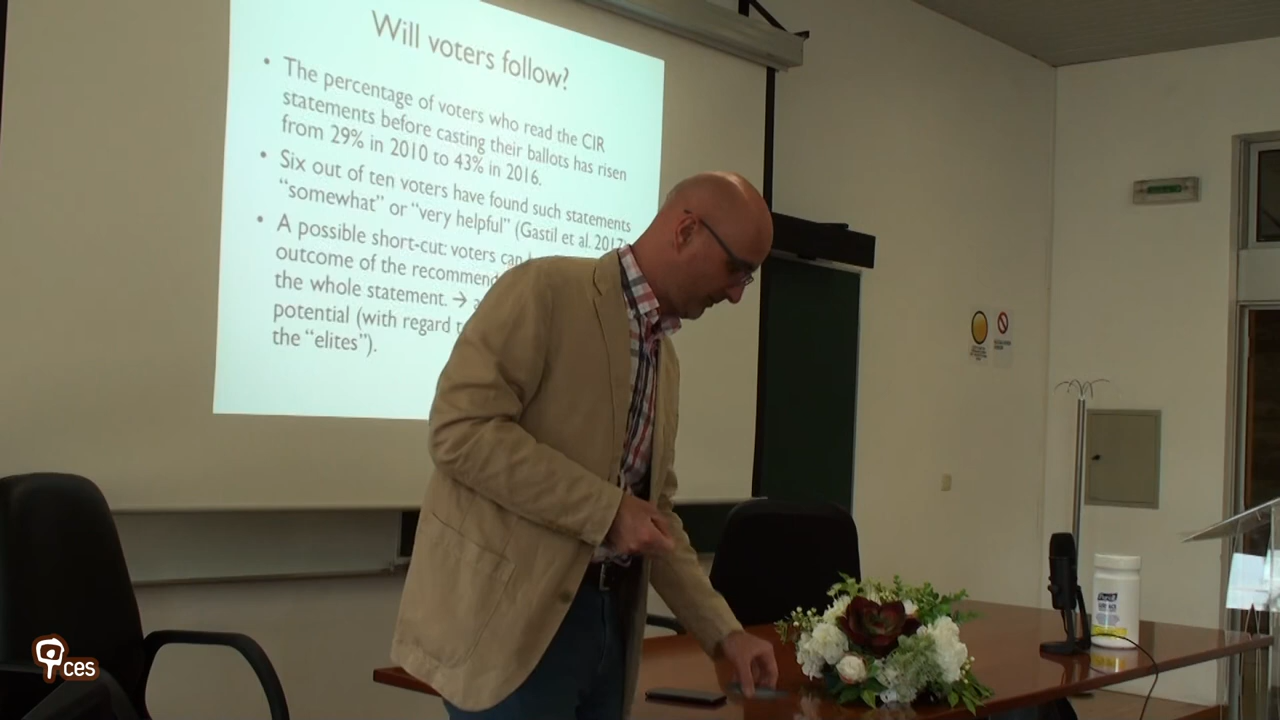 Will voters follow?
• The percentage of voters who read the CIR
statements before casting their ballots has risen
from 29% in 2010 to 43% in 2016.
• Six out of ten voters have found such statements
“somewhat” or “very helpful” (Gastil et al. 2017
• A possible short-cut: voters can
outcome of the recommend
the whole statement. →
potential (with regard
the “elites”).
Purell
ces